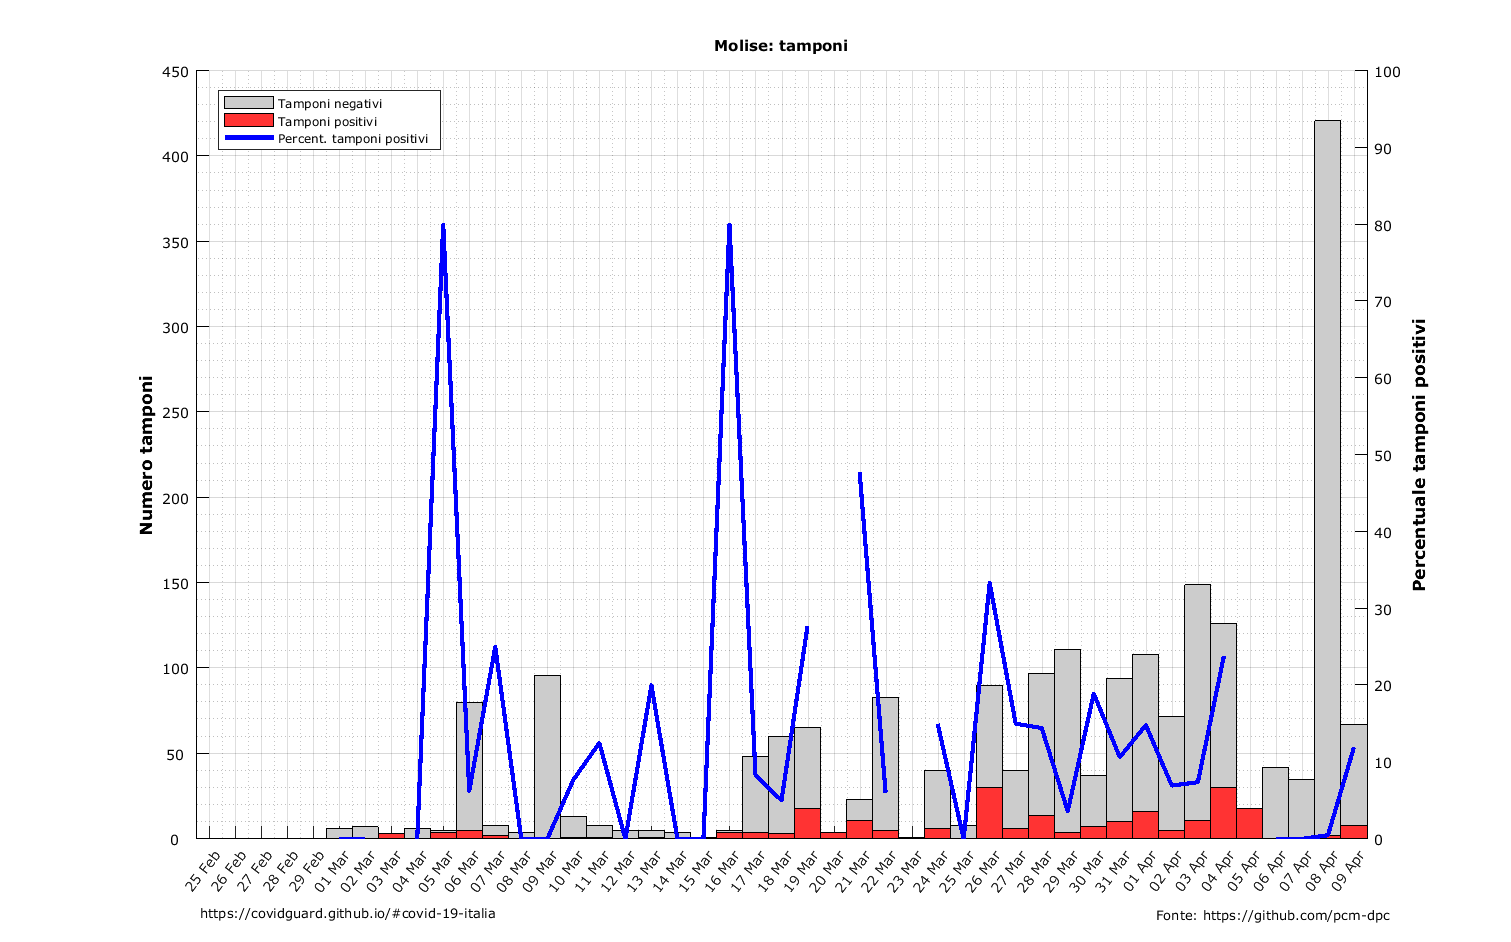 Molise: tamponi
Tamponi negativi
Tamponi positivi
Percent. tamponi positivi
Numero tamponi
450
400
350
300
250
200
150
100
50
0
100
90
80
70
60
50
40
30
20
10
0
Percentuale tamponi positivi
25 Feb
26 Feb
27 Feb
28 Feb
29 Feb
01 Mar
02 Mar
03 Mar
04 Mar
05 Mar
06 Mar
07 Mar
08 Mar
09 Mar
10 Mar
11 Mar
12 Mar
13 Mar
14 Mar
15 Mar
16 Mar
17 Mar
18 Mar
19 Mar
20 Mar
21 Mar
22 Mar
23 Mar
24 Mar
25 Mar
26 Mar
27 Mar
28 Mar
29 Mar
30 Mar
31 Mar
01 Apr
02 Apr
03 Apr
04 Apr
05 Apr
06 Apr
07 Apr
08 Apr
09 Apr
https://covidguard.github.io/#covid-19-italia
Fonte: https://github.com/pcm-dpc